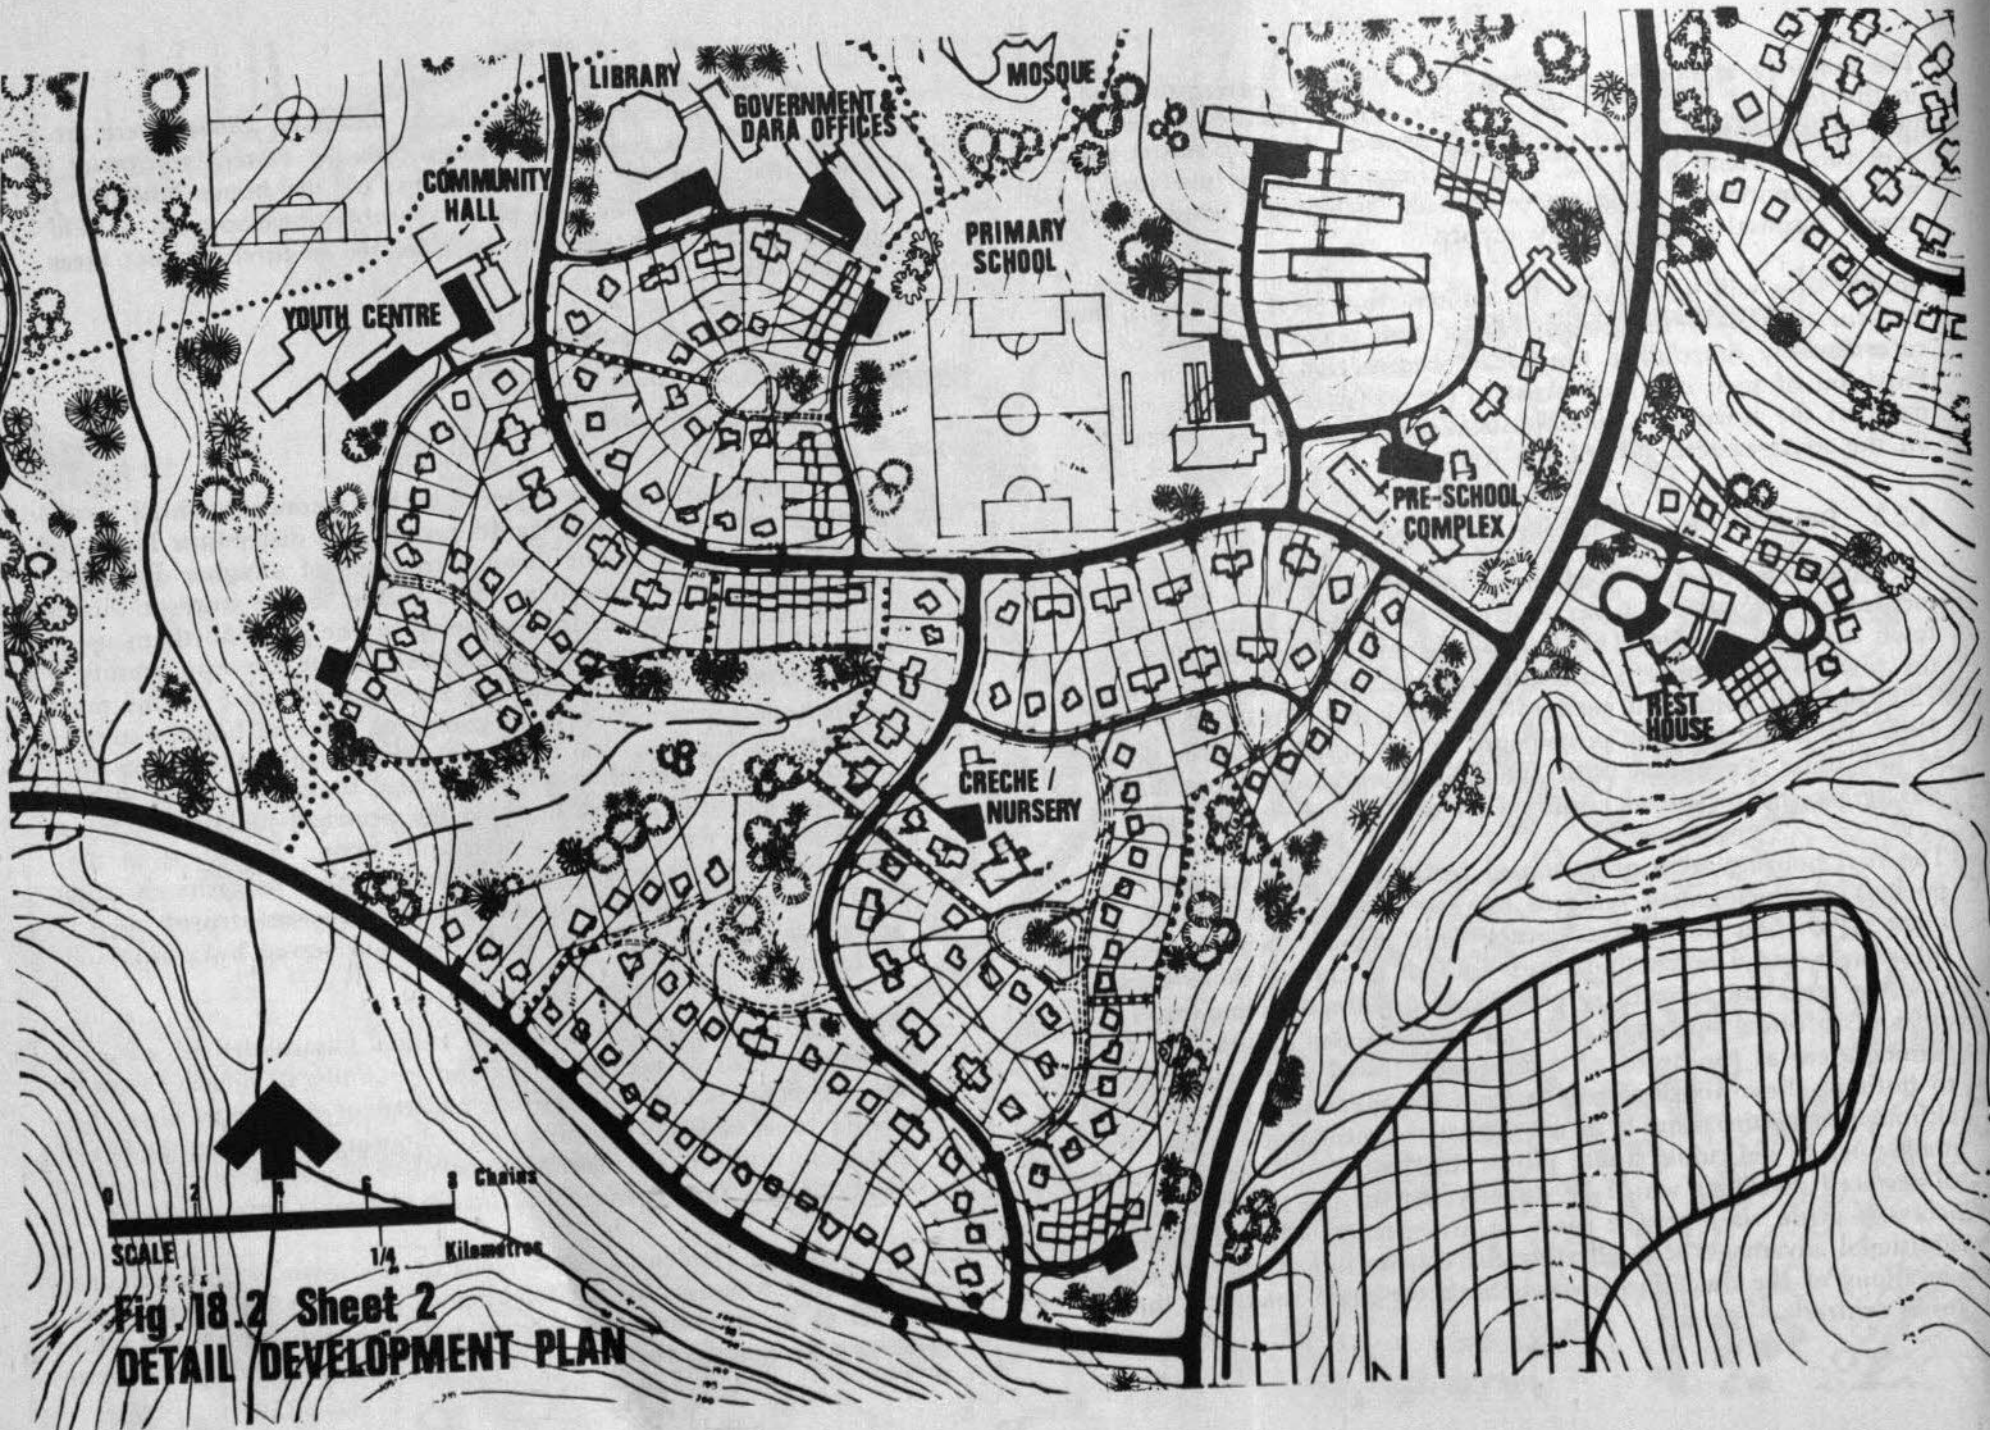 LIBRARY
GOVERNMENT &
DARA OFFICES
MOSQUE
COMMUNITY
HALL
PRIMARY
SCHOOL
YOUTH CENTRE
PRE-SCHOOL
COMPLEX
REST
HOUSE
CRECHE /
NURSERY
0 2 4 6 8 Chains
SCALE 1/4 Kilometres
Fig. 18.2 Sheet 2
DETAIL DEVELOPMENT PLAN